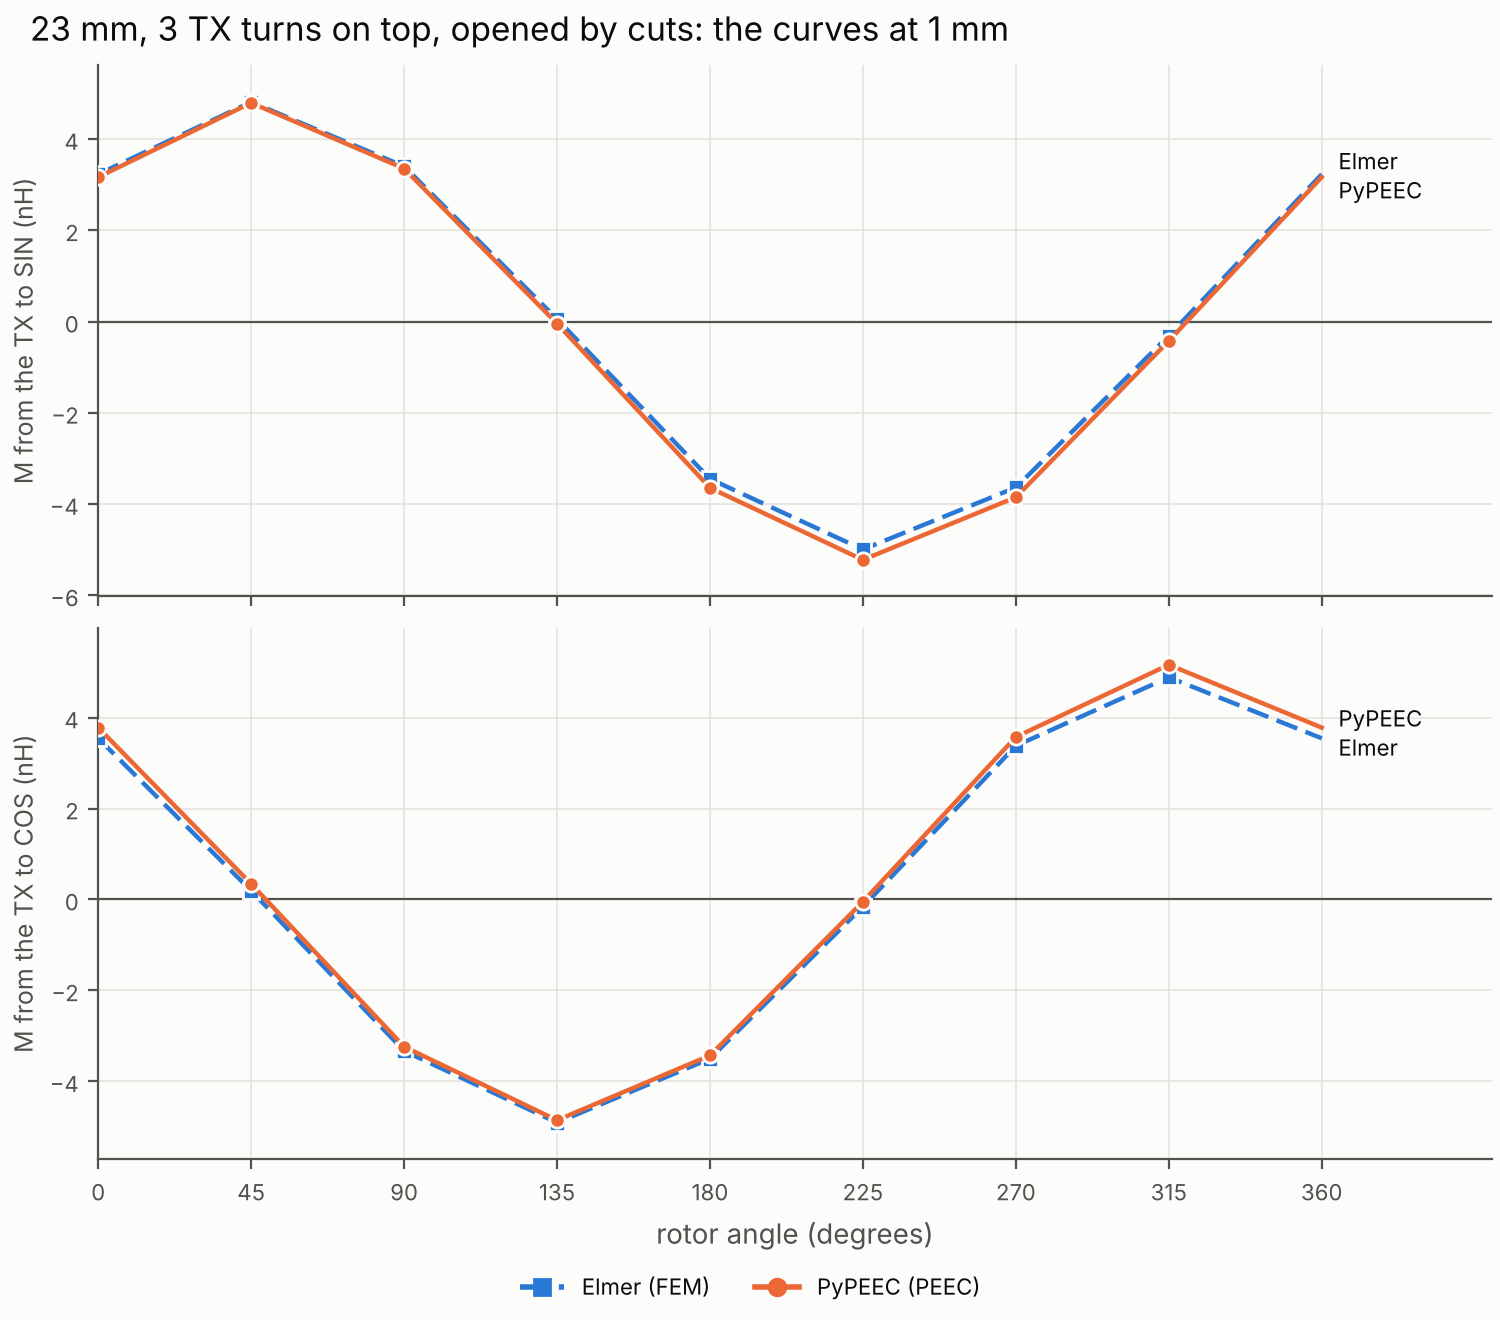 23 mm, 3 TX turns on top, opened by cuts: the curves at 1 mm
M from the TX to SIN (nH)
4
2
0
−2
−4
−6
Elmer
PyPEEC
M from the TX to COS (nH)
4
2
0
−2
−4
PyPEEC
Elmer
0 45 90 135 180 225 270 315 360
rotor angle (degrees)
Elmer (FEM) PyPEEC (PEEC)